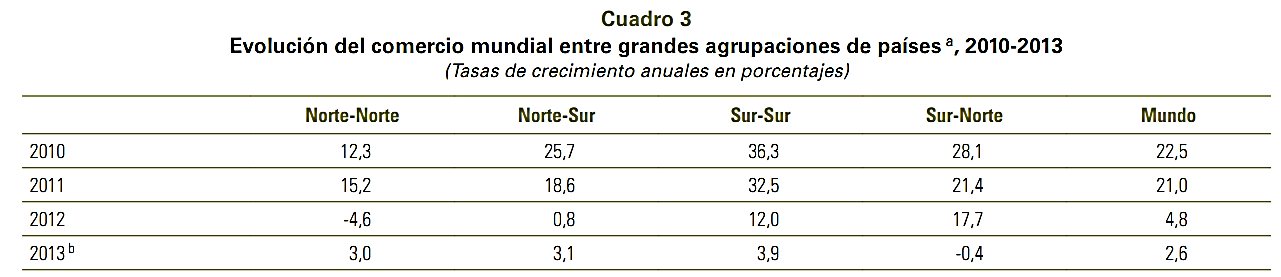 Cuadro 3
Evolución del comercio mundial entre grandes agrupaciones de países a, 2010-2013
(Tasas de crecimiento anuales en porcentajes)
Norte-Norte Norte-Sur Sur-Sur Sur-Norte Mundo
2010 12,3 25,7 36,3 28,1 22,5
2011 15,2 18,6 32,5 21,4 21,0
2012 -4,6 0,8 12,0 17,7 4,8
2013 b 3,0 3,1 3,9 -0,4 2,6